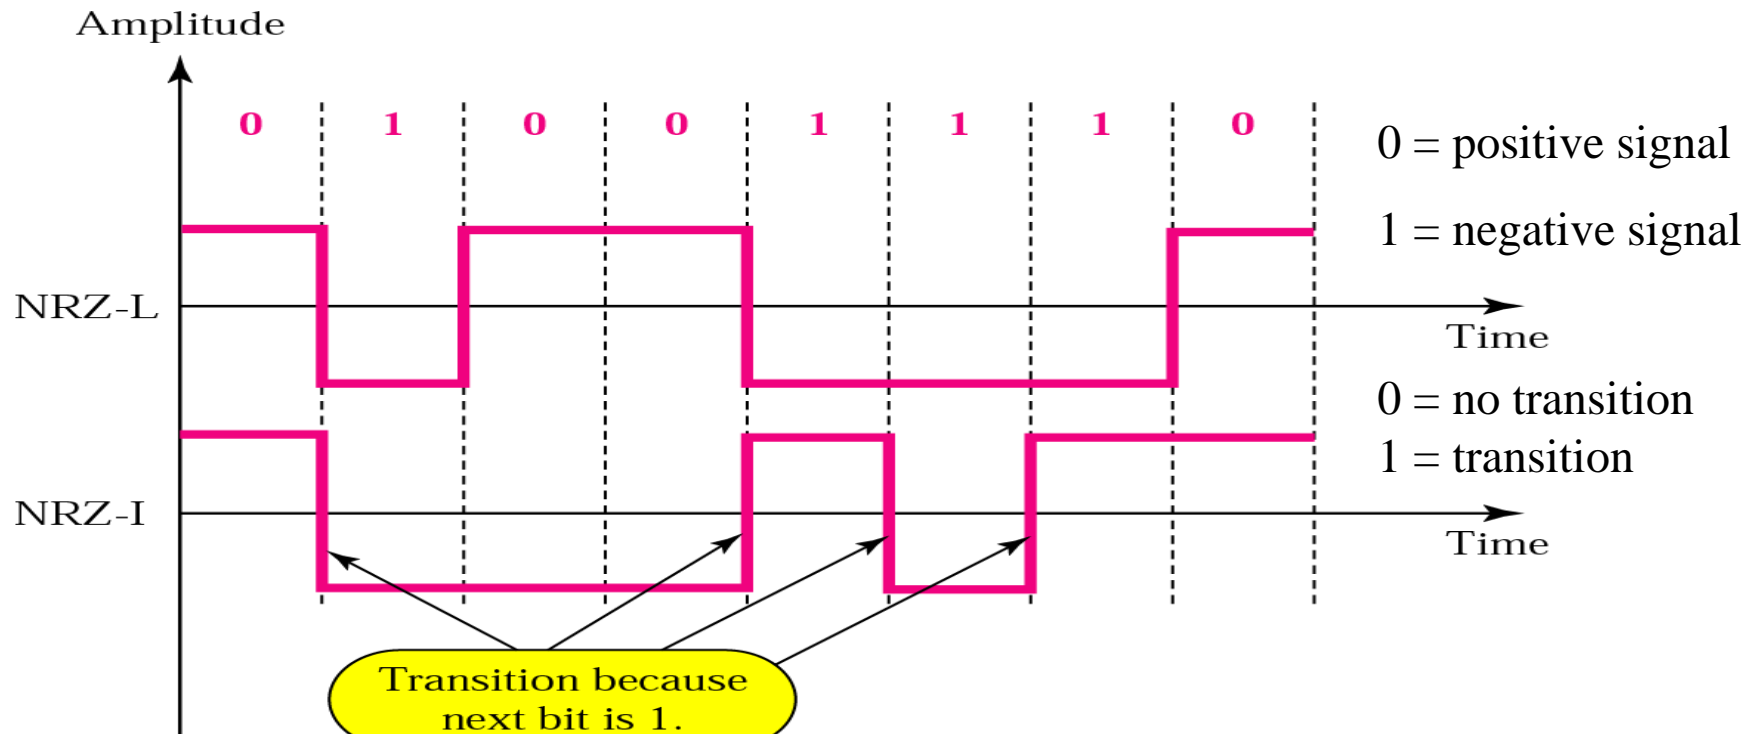 Amplitude
0 1 0 0 1 1 1 0
0 = positive signal
1 = negative signal
NRZ-L
Time
0 = no transition
1 = transition
NRZ-I
Time
Transition because
next bit is 1.